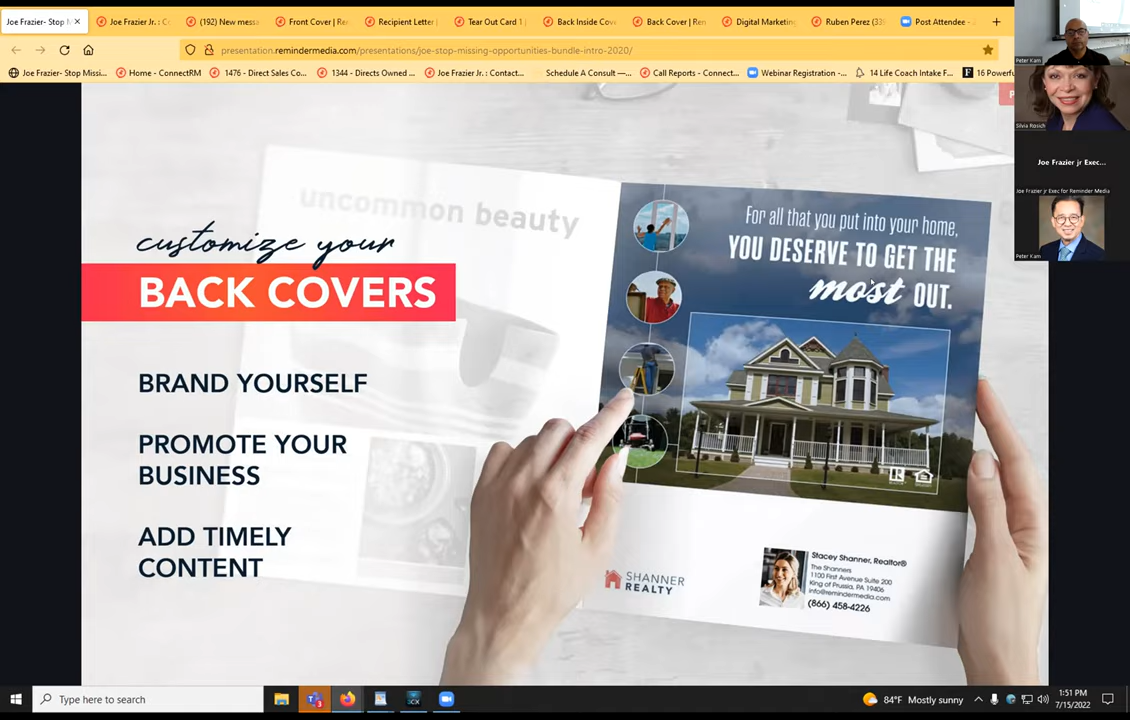 Joe Frazier- Stop M
Joe Frazier Jr. : C
(192) New mess
Front Cover | Re
Recipient Letter |
Tear Out Card 1 |
Back Inside Cov
Back Cover | Ren
Digital Marketing
Ruben Perez (33
Post Attendee -
presentation.remindermedia.com/presentations/joe-stop-missing-opportunities-bundle-intro-2020/
Joe Frazier- Stop Missi...
Home - ConnectRM
1476 - Direct Sales Co...
1344 - Directs Owned ...
Joe Frazier Jr. : Contact...
Schedule A Consult —...
Call Reports - Connect...
Webinar Registration -...
14 Life Coach Intake F...
16 Powerfu
Peter Kam
Silvia Rosich
Joe Frazier jr Exec...
Joe Frazier jr Exec for Reminder Media
Peter Kam
customize your
BACK COVERS
BRAND YOURSELF
PROMOTE YOUR
BUSINESS
ADD TIMELY
CONTENT
uncommon beauty
For all that you put into your home,
YOU DESERVE TO GET THE
most OUT.
SHANNER
REALTY
Stacey Shanner, Realtor®
The Shanners
1100 First Avenue Suite 200
King of Prussia, PA 19406
info@remindermedia.com
(866) 458-4226
Type here to search
84°F Mostly sunny
1:51 PM
7/15/2022